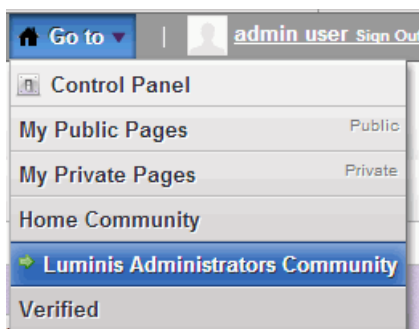 Go to | admin user Sign Out
Control Panel
My Public Pages Public
My Private Pages Private
Home Community
Luminis Administrators Community
Verified